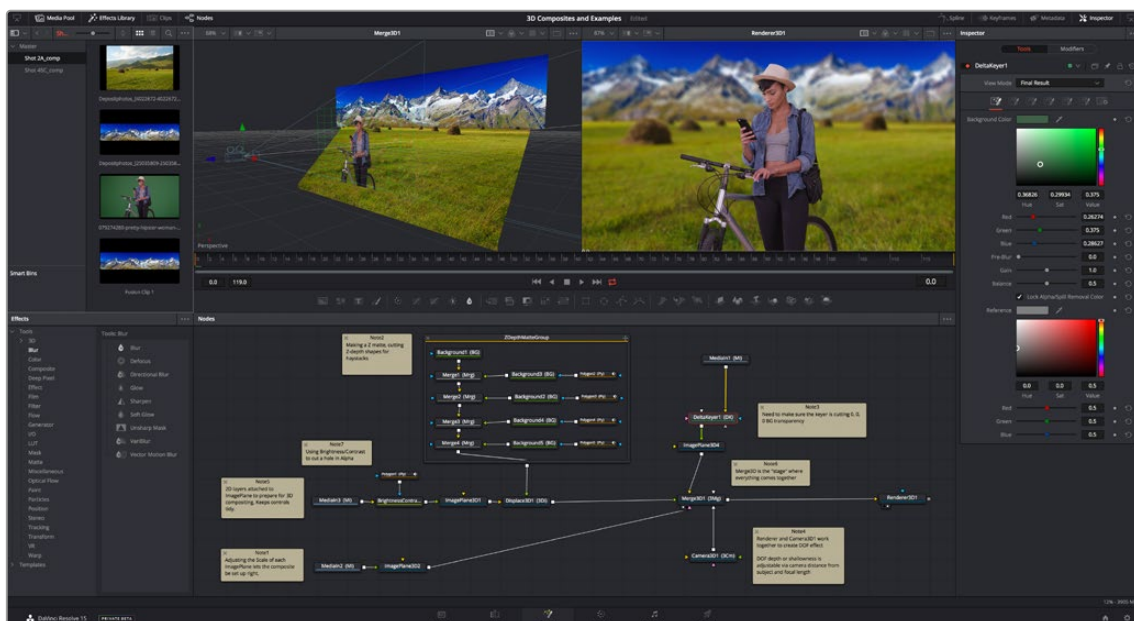 Media Pool
Effects Library
Clips
Nodes
3D Composites and Examples
Edited
Spline
Keyframes
Metadata
Inspector
68%
Merge3D1
87%
Renderer3D1
Inspector
Master
Shot 2A_comp
Shot 45C_comp
Fusion Clip 1
Smart Bins
Perspective
0.0
119.0
0.0
Tools
Modifiers
DeltaKeyer1
View Mode
Final Result
Background Color
0.36826
0.29934
0.375
Hue
Sat
Value
Red
0.26274
Green
0.375
Blue
0.28627
Pre-Blur
0.0
Gain
1.0
Balance
0.5
Lock Alpha/Spill Removal Color
Reference
0.0
0.0
0.5
Hue
Sat
Value
Red
0.5
Green
0.5
Blue
0.5
Effects
Tools
3D
Blur
Color
Composite
Deep Pixel
Effect
Film
Filter
Flow
Generator
I/O
LUT
Mask
Matte
Miscellaneous
Optical Flow
Paint
Particles
Position
Stereo
Tracking
Transform
VR
Warp
Templates
Tools: Blur
Blur
Defocus
Directional Blur
Glow
Sharpen
Soft Glow
Unsharp Mask
VariBlur
Vector Motion Blur
Nodes
Note2
Making a Z matte, cutting
Z-depth shapes for
haystacks
ZDepthMatteGroup
Background1 (BG)
Merge1 (Mrg)
Background3 (BG)
Merge2 (Mrg)
Background2 (BG)
Merge3 (Mrg)
Background4 (BG)
Merge4 (Mrg)
Background5 (BG)
MediaIn1 (MI)
DeltaKeyer1 (DK)
Note3
Need to make sure the keyer is cutting 0, 0,
0 BG transparency
ImagePlane3D4
Note7
Using Brightness/Contrast
to cut a hole in Alpha
2D layers attached to
ImagePlane to prepare for 3D
compositing. Keeps controls
tidy.
MediaIn3 (MI)
BrightnessContra...
ImagePlane3D1
Displace3D1 (3Di)
Merge3D is the "stage" where
everything comes together
Merge3D1 (3Mg)
Renderer3D1
Note1
Adjusting the Scale of each
ImagePlane lets the composite
be set up right.
MediaIn2 (MI)
ImagePlane3D2
Camera3D1 (3Cm)
Note4
Renderer and Camera3D1 work
together to create DOF effect
DOF depth or shallowness is
adjustable via camera distance from
subject and focal length
DaVinci Resolve 15
PRIVATE BETA